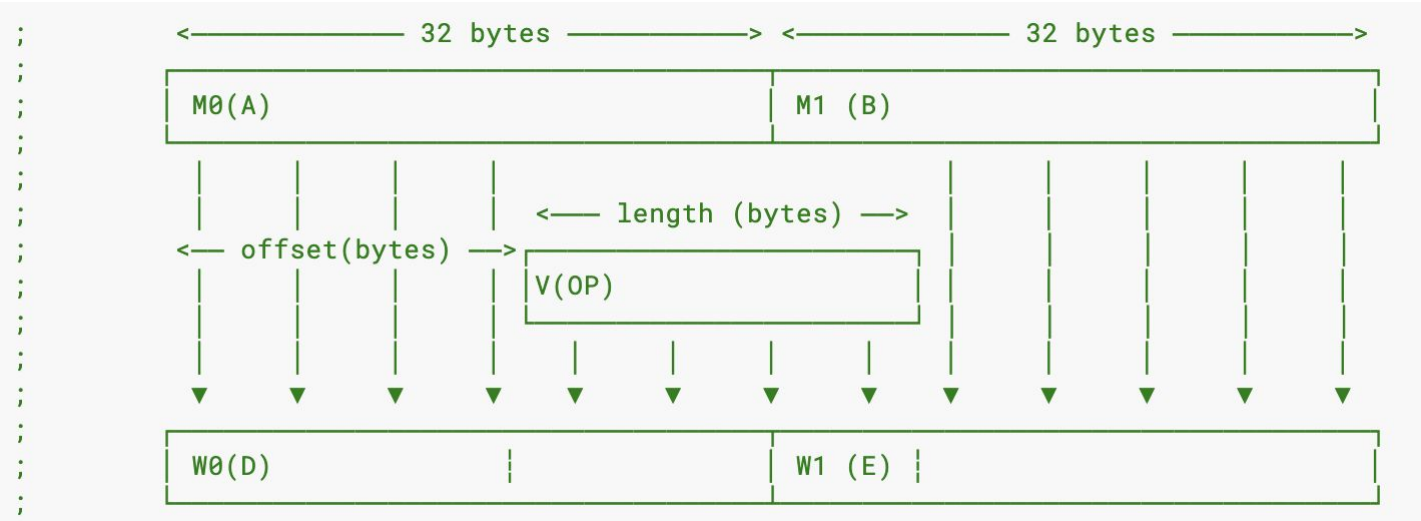 ; <—————— 32 bytes ——————> <—————— 32 bytes ——————>
;
; M0(A) M1 (B)
;
;
; <—— length (bytes) ——>
; <—— offset(bytes) ——>
; V(OP)
;
;
;
;
; W0(D) W1 (E)
;